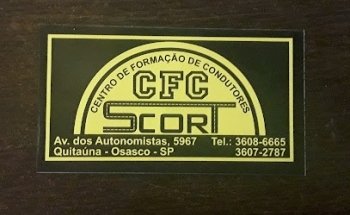 CENTRO DE FORMAÇÃO DE CONDUTORES
CFC
SCORT
Av. dos Autonomistas, 5967 Tel.: 3608-6665
Quitaúna - Osasco - SP 3607-2787